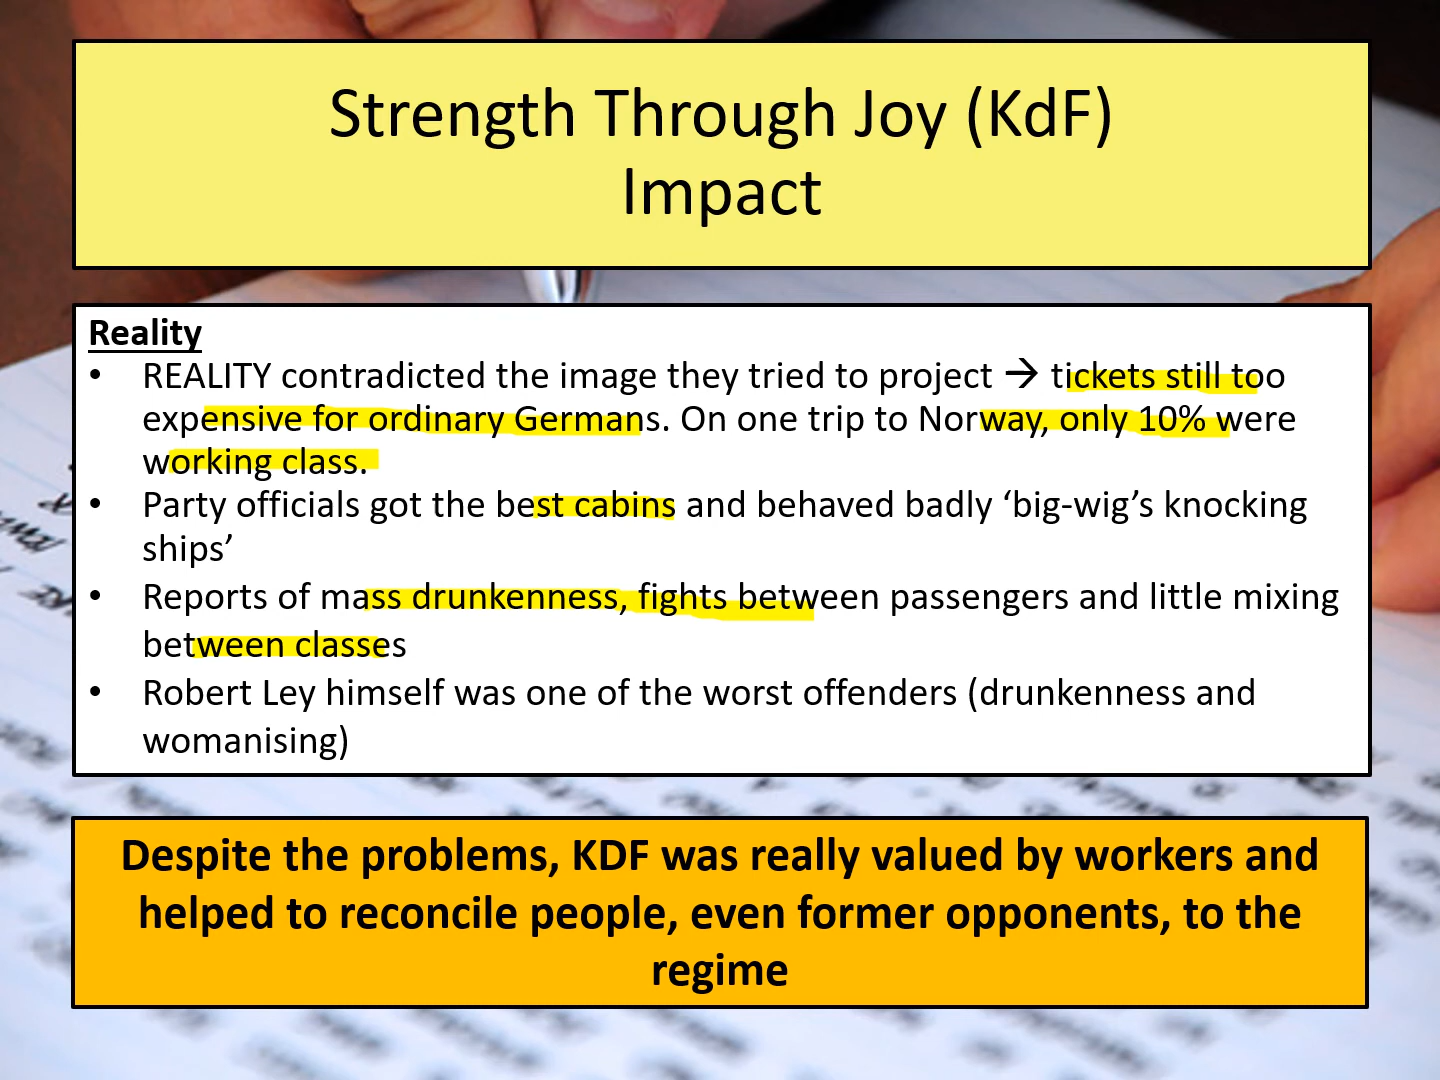 Strength Through Joy (KdF)
Impact
Reality
• REALITY contradicted the image they tried to project → tickets still too
expensive for ordinary Germans. On one trip to Norway, only 10% were
working class.
• Party officials got the best cabins and behaved badly ‘big-wig’s knocking
ships’
• Reports of mass drunkenness, fights between passengers and little mixing
between classes
• Robert Ley himself was one of the worst offenders (drunkenness and
womanising)
Despite the problems, KDF was really valued by workers and
helped to reconcile people, even former opponents, to the
regime